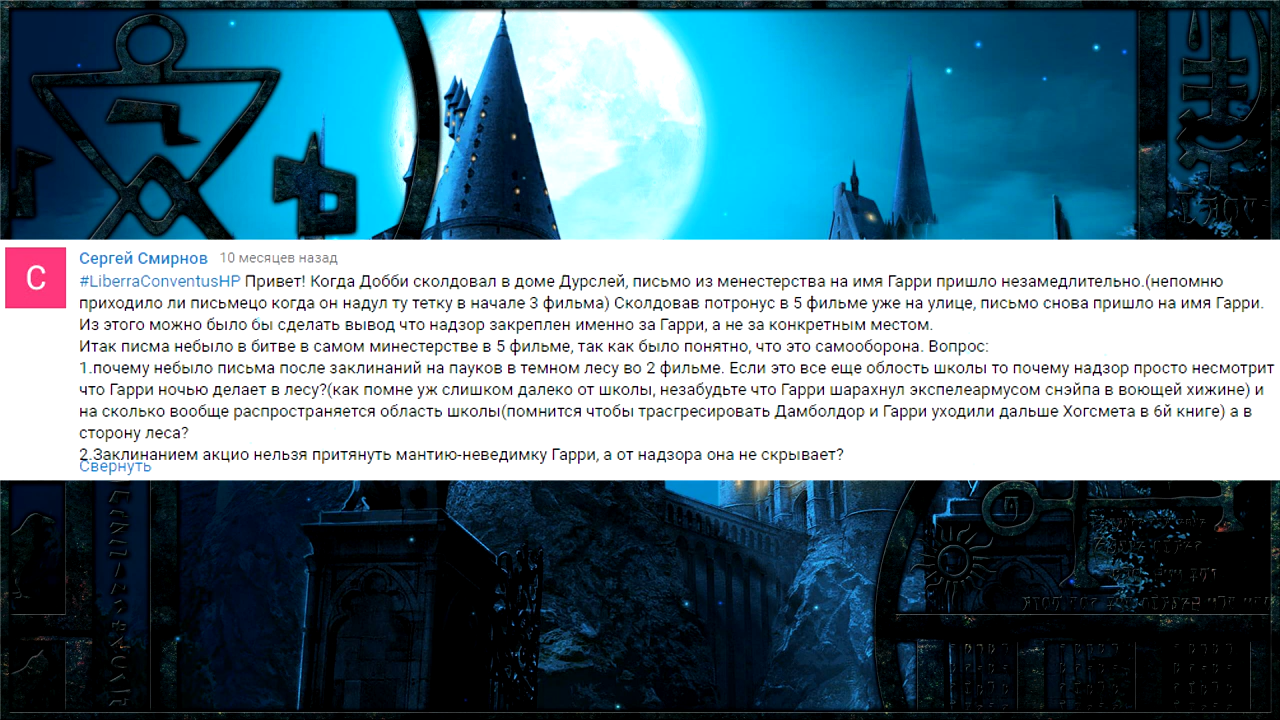 С
Сергей Смирнов 10 месяцев назад
#LiberraConventusHP Привет! Когда Добби сколдовал в доме Дурслей, письмо из менестерства на имя Гарри пришло незамедлительно.(непомню
приходило ли письмецо когда он надул ту тетку в начале 3 фильма) Сколдовав потронус в 5 фильме уже на улице, письмо снова пришло на имя Гарри.
Из этого можно было бы сделать вывод что надзор закреплен именно за Гарри, а не за конкретным местом.
Итак писма небыло в битве в самом минестерстве в 5 фильме, так как было понятно, что это самооборона. Вопрос:
1.почему небыло письма после заклинаний на пауков в темном лесу во 2 фильме. Если это все еще облость школы то почему надзор просто несмотрит
что Гарри ночью делает в лесу?(как помне уж слишком далеко от школы, незабудьте что Гарри шарахнул экспелеармусом снэйпа в воющей хижине) и
на сколько вообще распространяется область школы(помнится чтобы трасгресировать Дамболдор и Гарри уходили дальше Хогсмета в 6й книге) а в
сторону леса?
2.Заклинанием акцио нельзя притянуть мантию-неведимку Гарри, а от надзора она не скрывает?
Свернуть